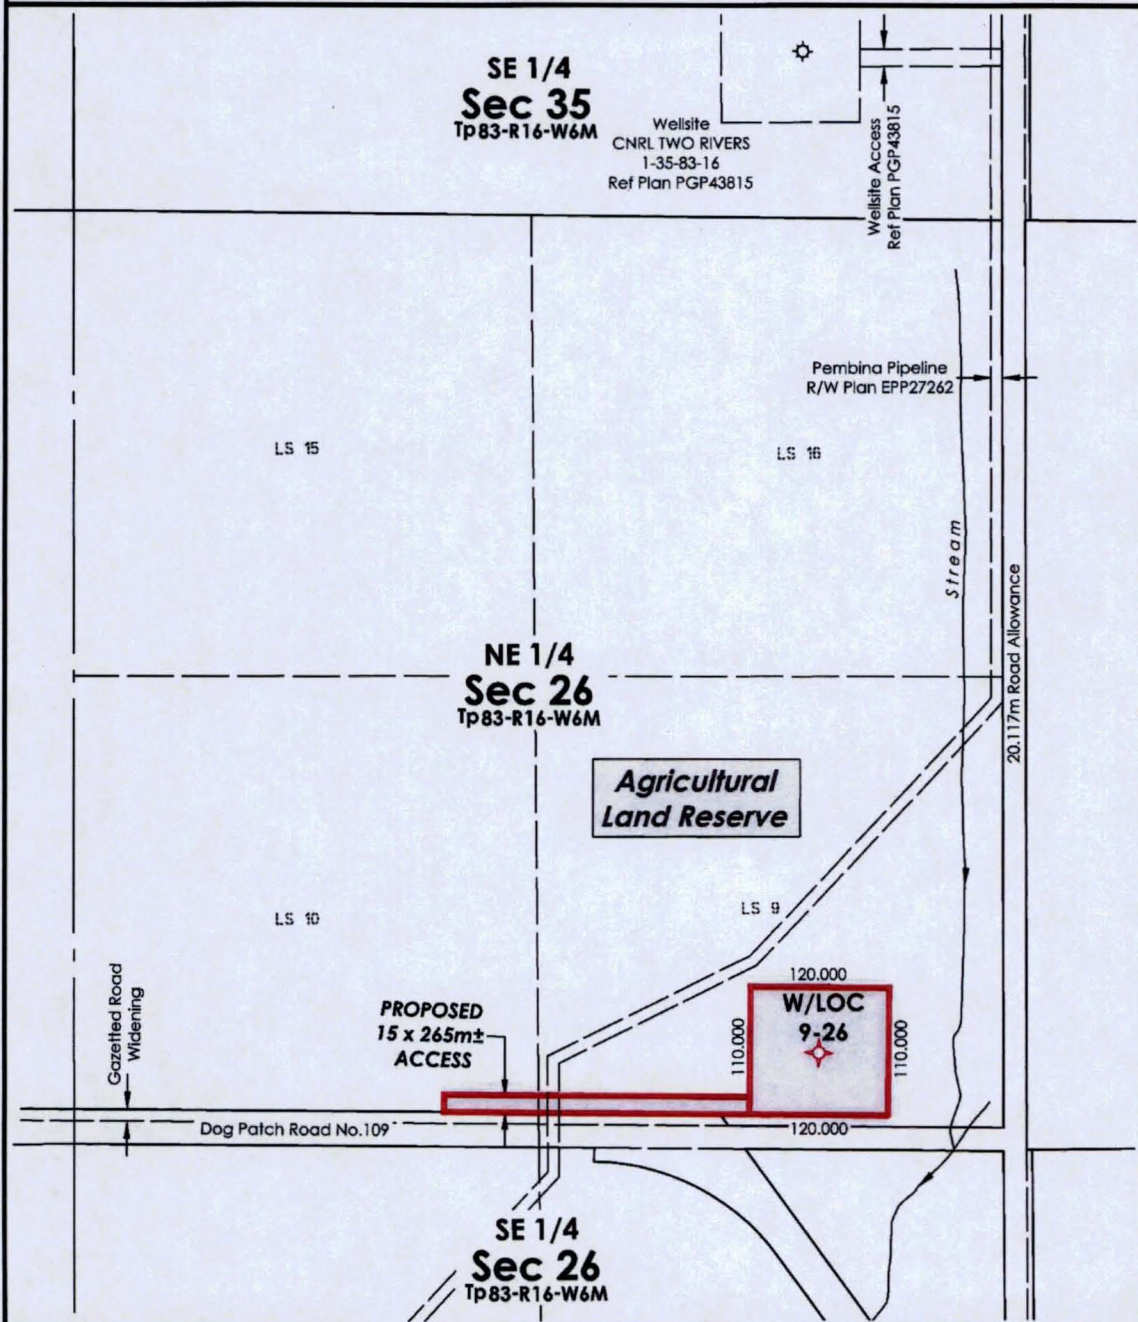 SE 1/4
Sec 35
Tp83-R16-W6M
Wellsite
CNRL TWO RIVERS
1-35-83-16
Ref Plan PGP43815
Wellsite Access
Ref Plan PGP43815
Pembina Pipeline
R/W Plan EPP27262
LS 15
LS 16
Stream
20.117m Road Allowance
NE 1/4
Sec 26
Tp83-R16-W6M
Agricultural
Land Reserve
LS 10
LS 9
Gazetted Road
Widening
PROPOSED
15 x 265m±
ACCESS
120.000
W/LOC
9-26
110.000
110.000
120.000
Dog Patch Road No.109
SE 1/4
Sec 26
Tp83-R16-W6M